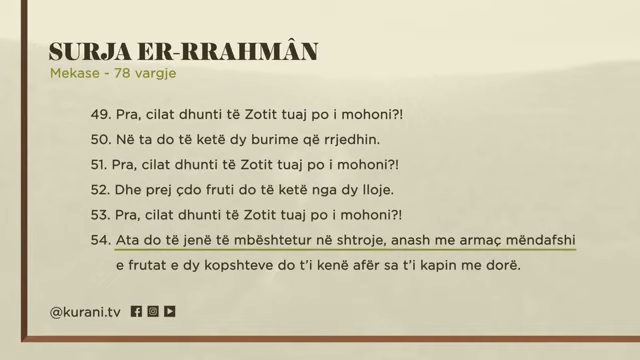 SURJA ER-RRAHMÂN
Mekase - 78 vargje
49. Pra, cilat dhunti të Zotit tuaj po i mohoni?!
50. Në ta do të ketë dy burime që rrjedhin.
51. Pra, cilat dhunti të Zotit tuaj po i mohoni?!
52. Dhe prej çdo fruti do të ketë nga dy lloje.
53. Pra, cilat dhunti të Zotit tuaj po i mohoni?!
54. Ata do të jenë të mbështetur në shtroje, anash me armaç mëndafshi
e frutat e dy kopshteve do t'i kenë afër sa t'i kapin me dorë.
@kurani.tv